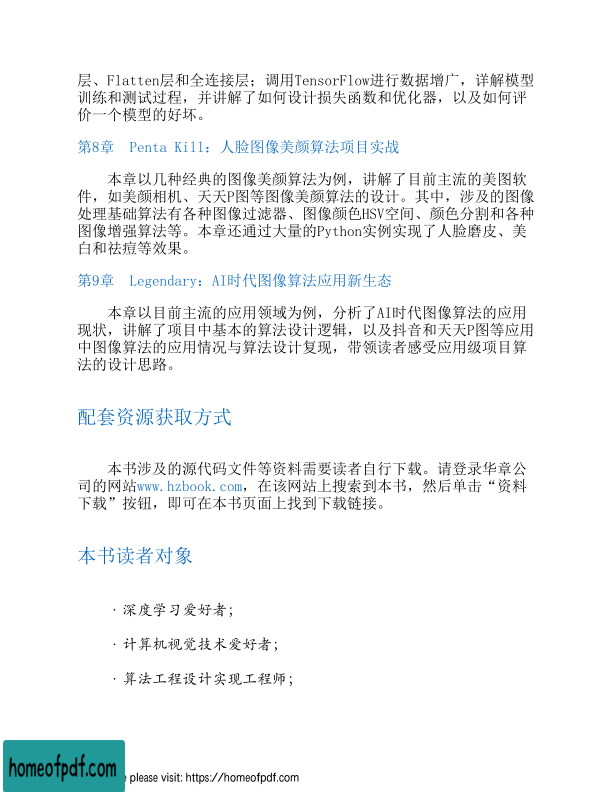 层、Flatten层和全连接层；调用TensorFlow进行数据增广，详解模型
训练和测试过程，并讲解了如何设计损失函数和优化器，以及如何评
价一个模型的好坏。
第8章　Penta Kill：人脸图像美颜算法项目实战
本章以几种经典的图像美颜算法为例，讲解了目前主流的美图软
件，如美颜相机、天天P图等图像美颜算法的设计。其中，涉及的图像
处理基础算法有各种图像过滤器、图像颜色HSV空间、颜色分割和各种
图像增强算法等。本章还通过大量的Python实例实现了人脸磨皮、美
白和祛痘等效果。
第9章　Legendary：AI时代图像算法应用新生态
本章以目前主流的应用领域为例，分析了AI时代图像算法的应用
现状，讲解了项目中基本的算法设计逻辑，以及抖音和天天P图等应用
中图像算法的应用情况与算法设计复现，带领读者感受应用级项目算
法的设计思路。
配套资源获取方式
本书涉及的源代码文件等资料需要读者自行下载。请登录华章公
司的网站www.hzbook.com，在该网站上搜索到本书，然后单击“资料
下载”按钮，即可在本书页面上找到下载链接。
本书读者对象
·深度学习爱好者；
·计算机视觉技术爱好者；
·算法工程设计实现工程师；
homeofpdf.com
e please visit: https://homeofpdf.com